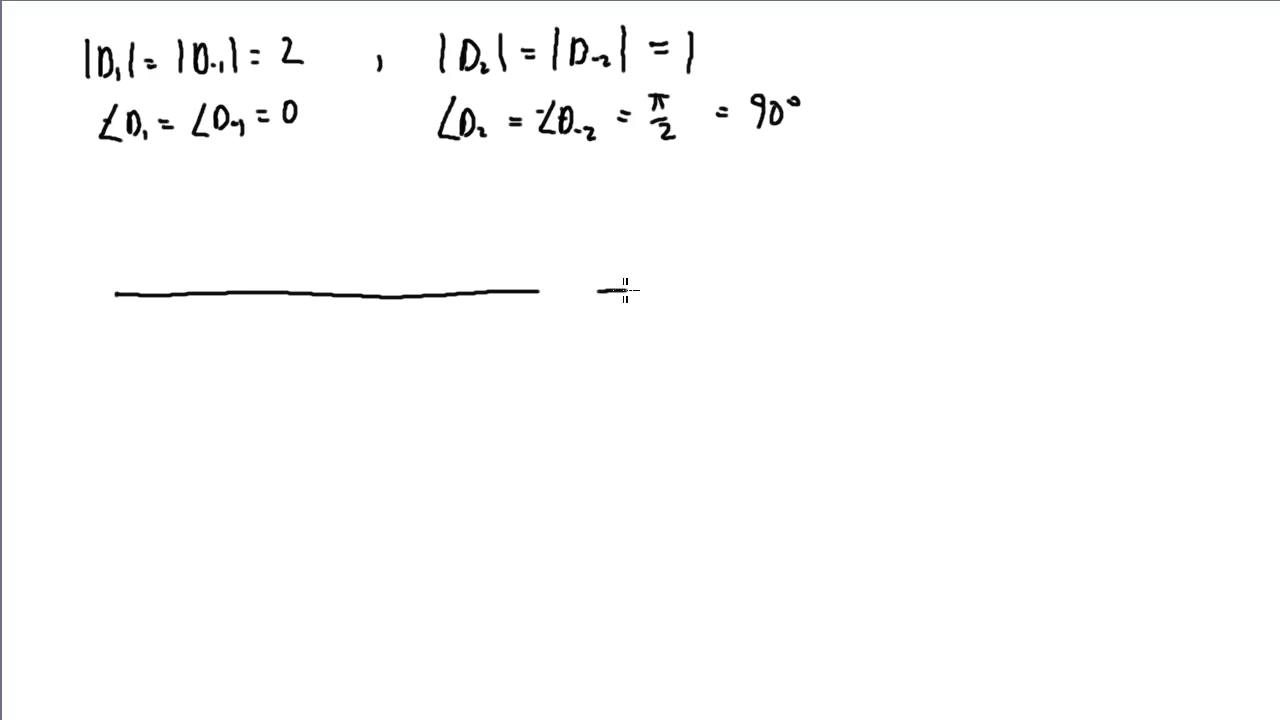 |D₁| = |D₋₁| = 2 , |D₂| = |D₋₂| = 1
∠D₁ = ∠D₋₁ = 0 ∠D₂ = -∠D₋₂ = π/2 = 90°